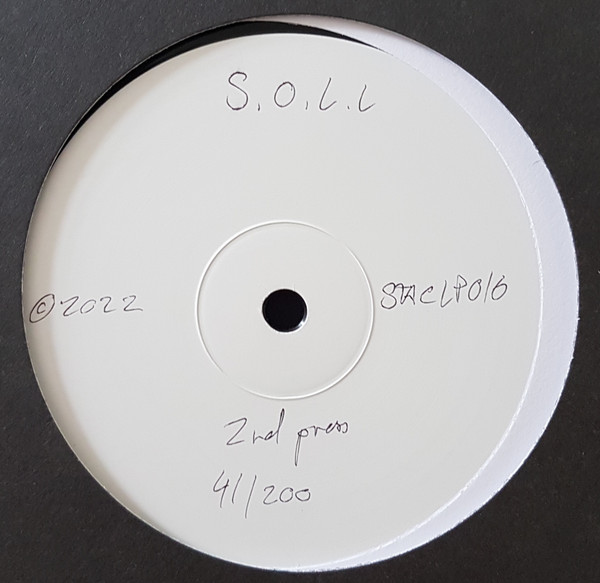 S.O.L.L
©2022
STACLP016
2nd press
41/200